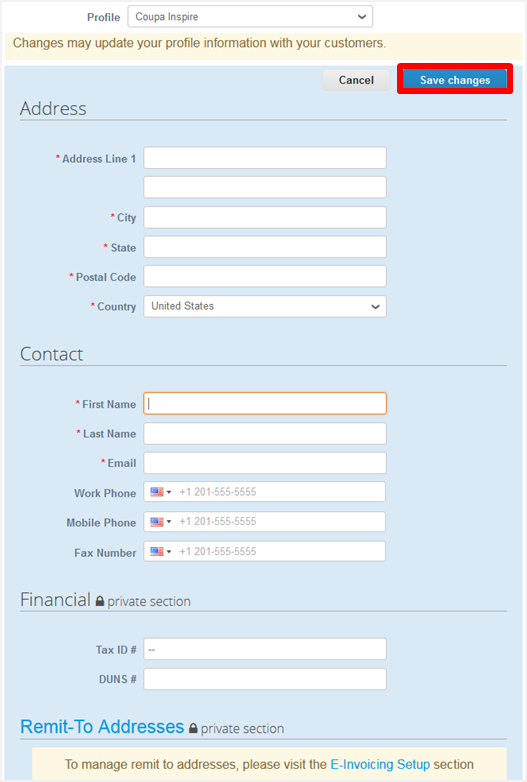 Profile Coupa Inspire
Changes may update your profile information with your customers.
Cancel Save changes
Address
* Address Line 1
* City
* State
* Postal Code
* Country United States
Contact
* First Name
* Last Name
* Email
Work Phone +1 201-555-5555
Mobile Phone +1 201-555-5555
Fax Number +1 201-555-5555
Financial private section
Tax ID # --
DUNS #
Remit-To Addresses private section
To manage remit to addresses, please visit the E-Invoicing Setup section